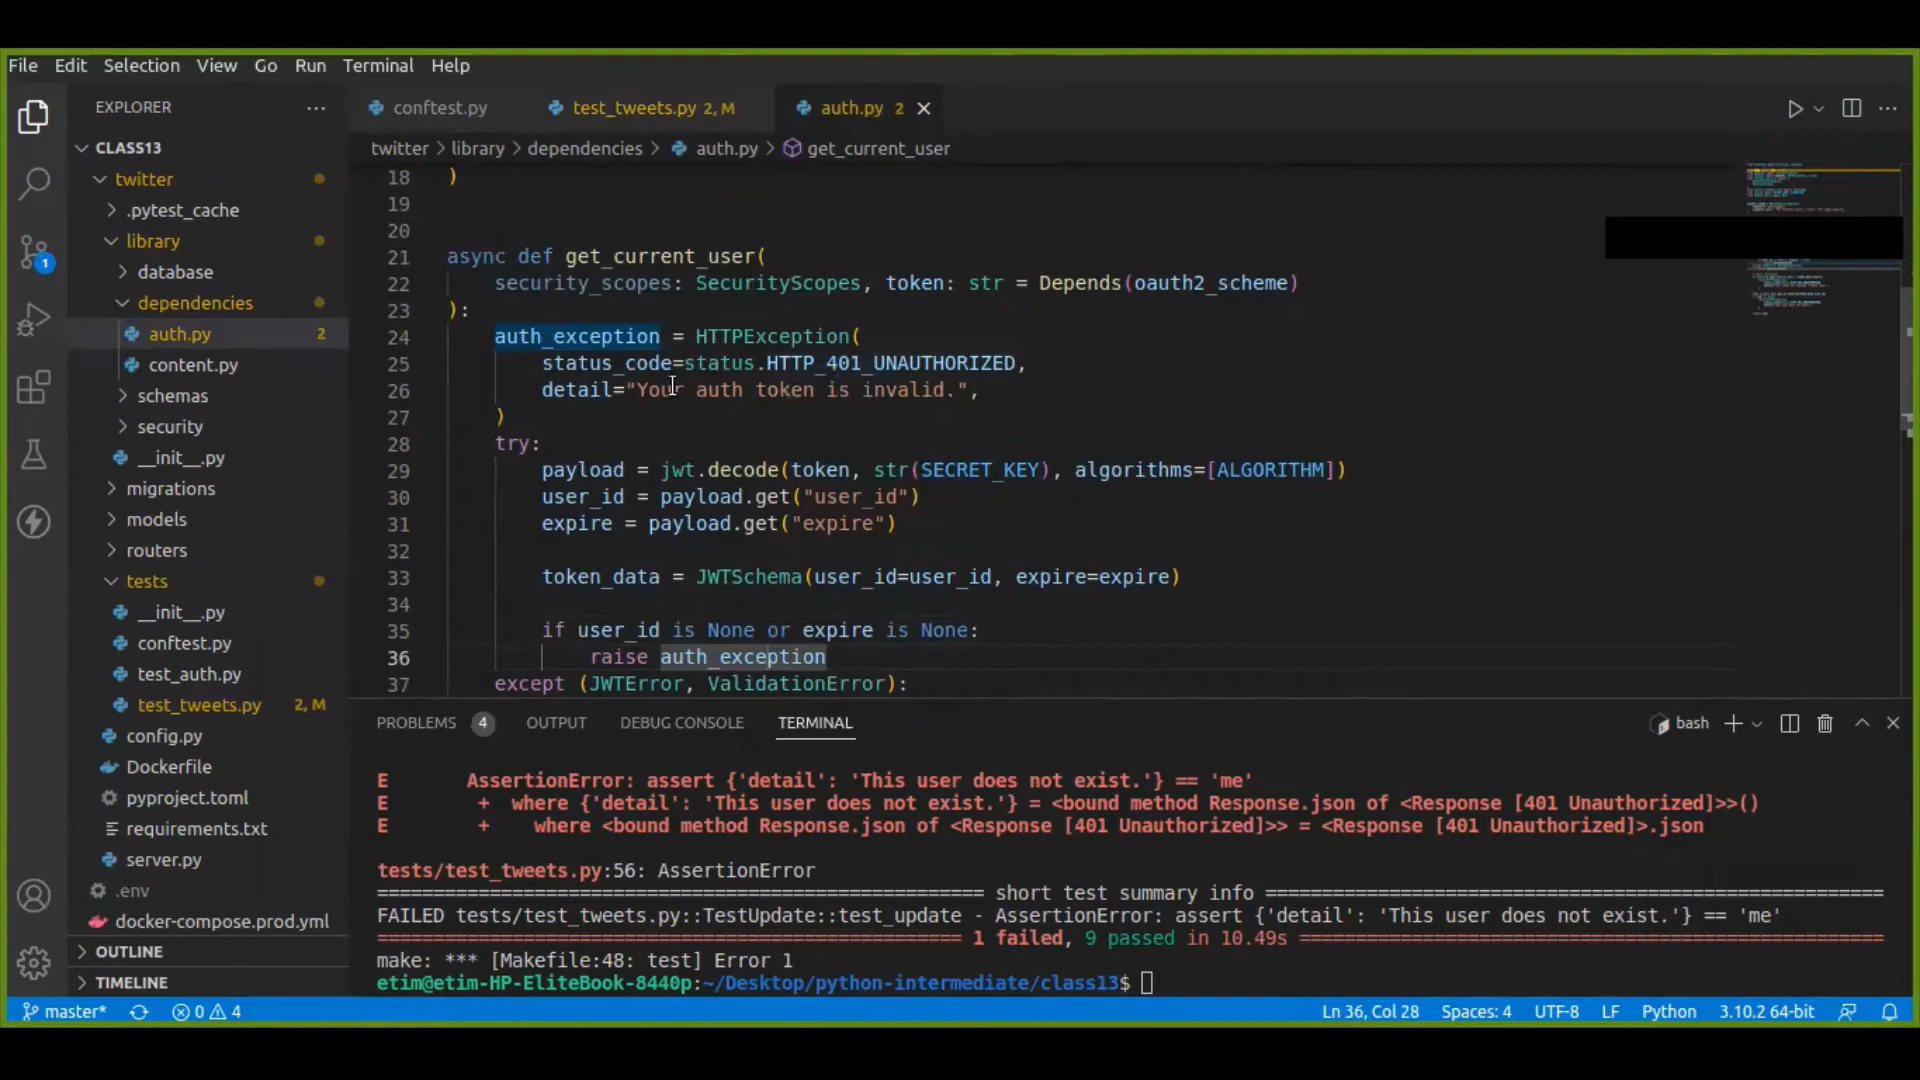 File Edit Selection View Go Run Terminal Help
EXPLORER
CLASS13
twitter
.pytest_cache
library
database
dependencies
auth.py 2
content.py
schemas
security
__init__.py
migrations
models
routers
tests
__init__.py
conftest.py
test_auth.py
test_tweets.py 2, M
config.py
Dockerfile
pyproject.toml
requirements.txt
server.py
.env
docker-compose.prod.yml
OUTLINE
TIMELINE
1
conftest.py test_tweets.py 2, M auth.py 2
twitter > library > dependencies > auth.py > get_current_user
18 )
19
20
21 async def get_current_user(
22 security_scopes: SecurityScopes, token: str = Depends(oauth2_scheme)
23 ):
24 auth_exception = HTTPException(
25 status_code=status.HTTP_401_UNAUTHORIZED,
26 detail="Your auth token is invalid.",
27 )
28 try:
29 payload = jwt.decode(token, str(SECRET_KEY), algorithms=[ALGORITHM])
30 user_id = payload.get("user_id")
31 expire = payload.get("expire")
32
33 token_data = JWTSchema(user_id=user_id, expire=expire)
34
35 if user_id is None or expire is None:
36 raise auth_exception
37 except (JWTError, ValidationError):
PROBLEMS 4 OUTPUT DEBUG CONSOLE TERMINAL bash
E AssertionError: assert {'detail': 'This user does not exist.'} == 'me'
E + where {'detail': 'This user does not exist.'} = <bound method Response.json of <Response [401 Unauthorized]>>()
E + where <bound method Response.json of <Response [401 Unauthorized]>> = <Response [401 Unauthorized]>.json
tests/test_tweets.py:56: AssertionError
==================================================== short test summary info ====================================================
FAILED tests/test_tweets.py::TestUpdate::test_update - AssertionError: assert {'detail': 'This user does not exist.'} == 'me'
================================================== 1 failed, 9 passed in 10.49s ==================================================
make: *** [Makefile:48: test] Error 1
etim@etim-HP-EliteBook-8440p:~/Desktop/python-intermediate/class13$
master* 0 4 Ln 36, Col 28 Spaces: 4 UTF-8 LF Python 3.10.2 64-bit